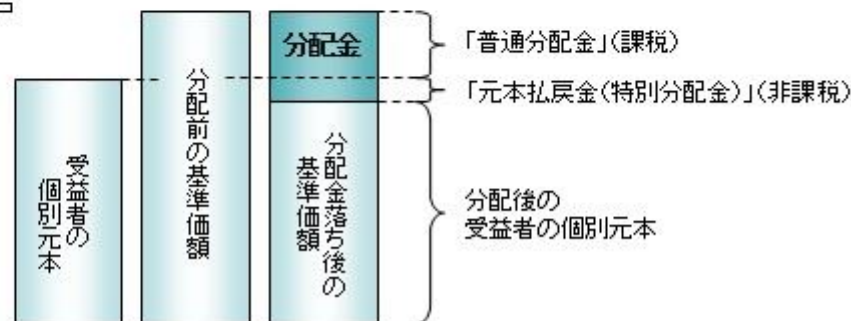 受益者の
個別元本
分配前の基準価額
分配金
分配金落ち後の
基準価額
「普通分配金」(課税)
「元本払戻金(特別分配金)」(非課税)
分配後の
受益者の個別元本